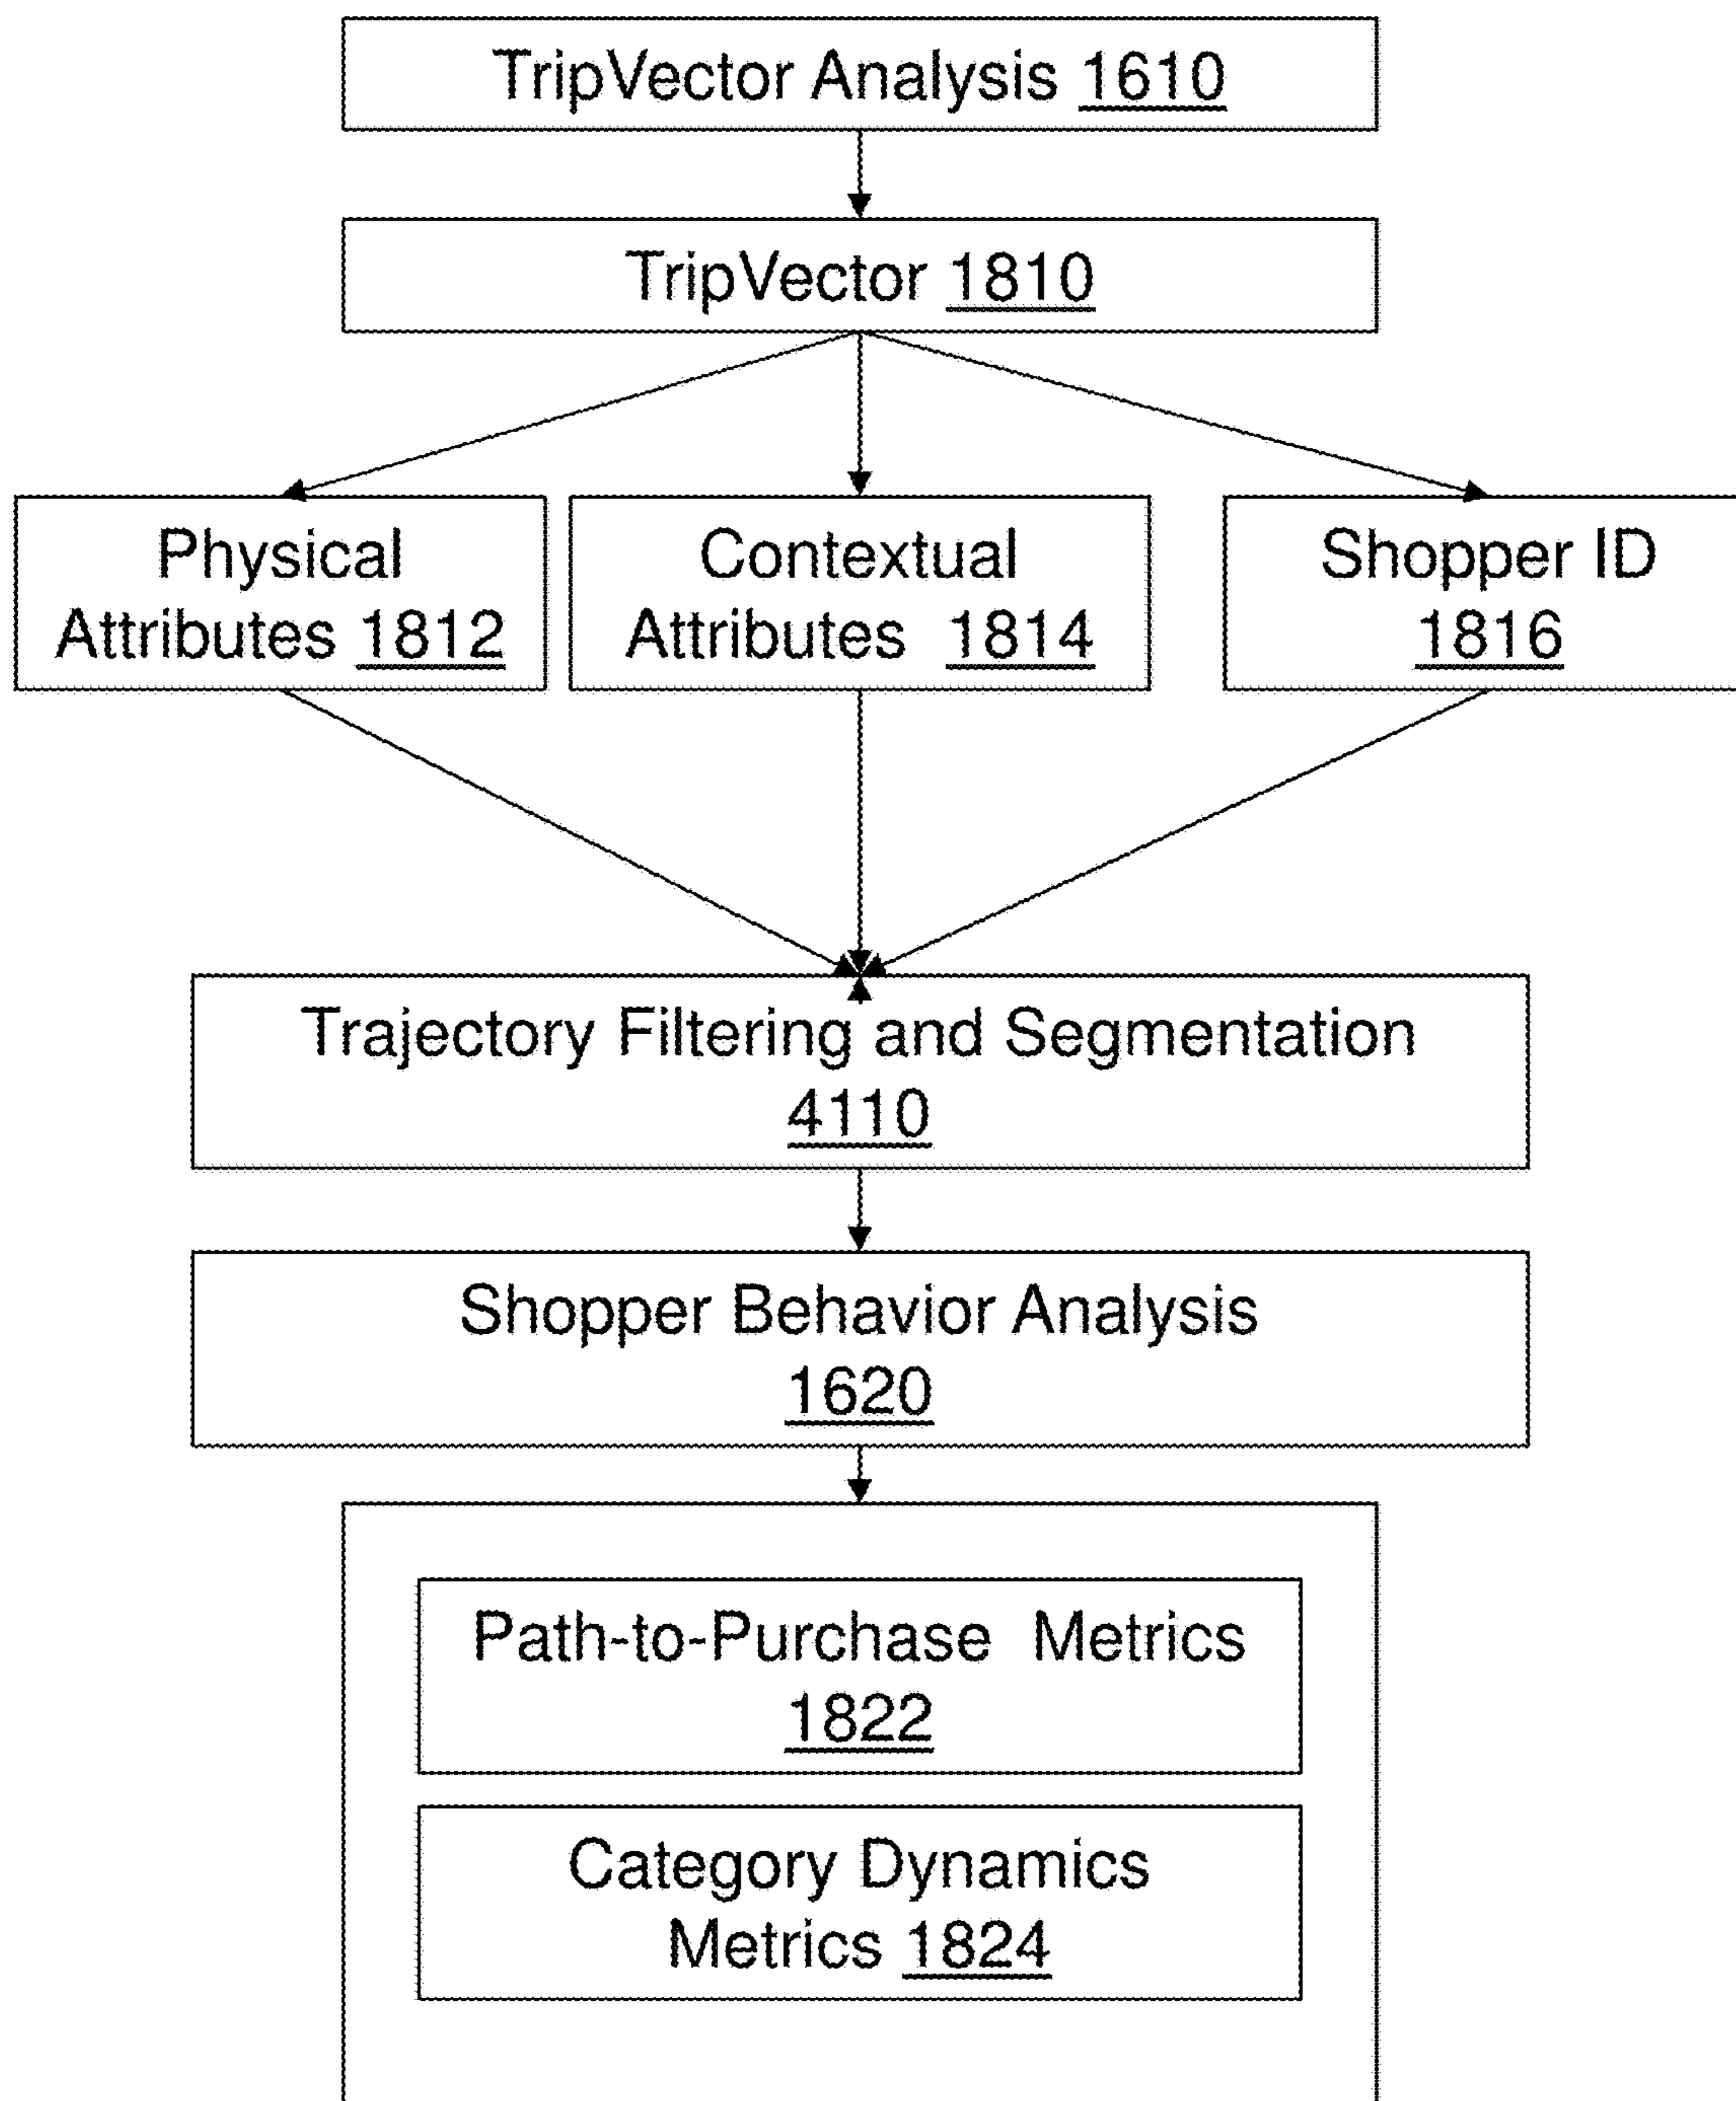 TripVector Analysis 1610
TripVector 1810
Physical
Attributes 1812
Contextual
Attributes 1814
Shopper ID
1816
Trajectory Filtering and Segmentation
4110
Shopper Behavior Analysis
1620
Path-to-Purchase Metrics
1822
Category Dynamics
Metrics 1824